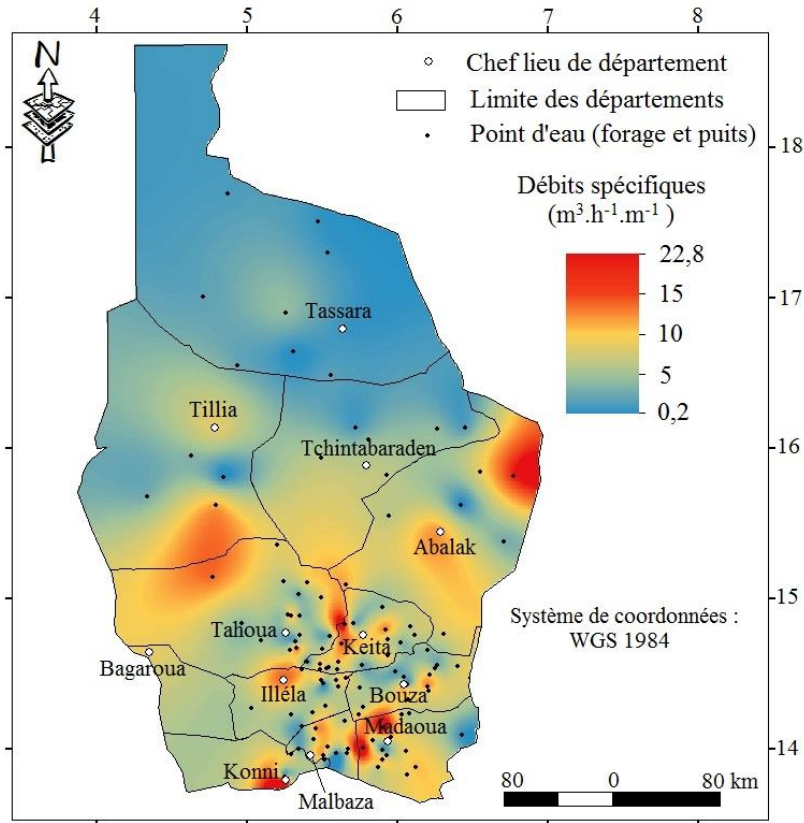 4 5 6 7 8
N
Chef lieu de département
Limite des départements
Point d'eau (forage et puits)
18
Débits spécifiques
(m³.h⁻¹.m⁻¹ )
22,8
15
10
5
0,2
17
Tassara
Tillia
16
Tchintabaraden
Abalak
15
Système de coordonnées :
WGS 1984
Tahoua
Keita
Bagaroua
Illéla
Bouza
Madaoua
14
Konni
Malbaza
80 0 80 km